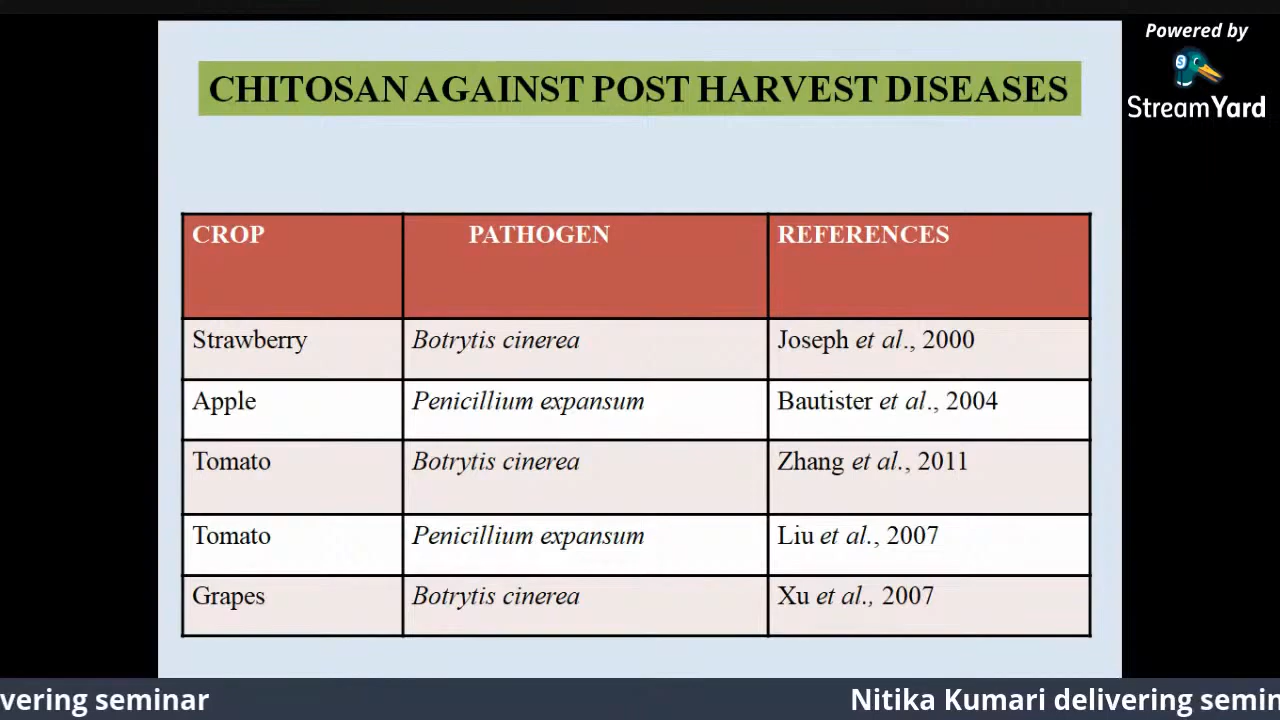 Powered by
StreamYard
CHITOSAN AGAINST POST HARVEST DISEASES
CROP PATHOGEN REFERENCES
Strawberry Botrytis cinerea Joseph et al., 2000
Apple Penicillium expansum Bautister et al., 2004
Tomato Botrytis cinerea Zhang et al., 2011
Tomato Penicillium expansum Liu et al., 2007
Grapes Botrytis cinerea Xu et al., 2007
vering seminar Nitika Kumari delivering semin